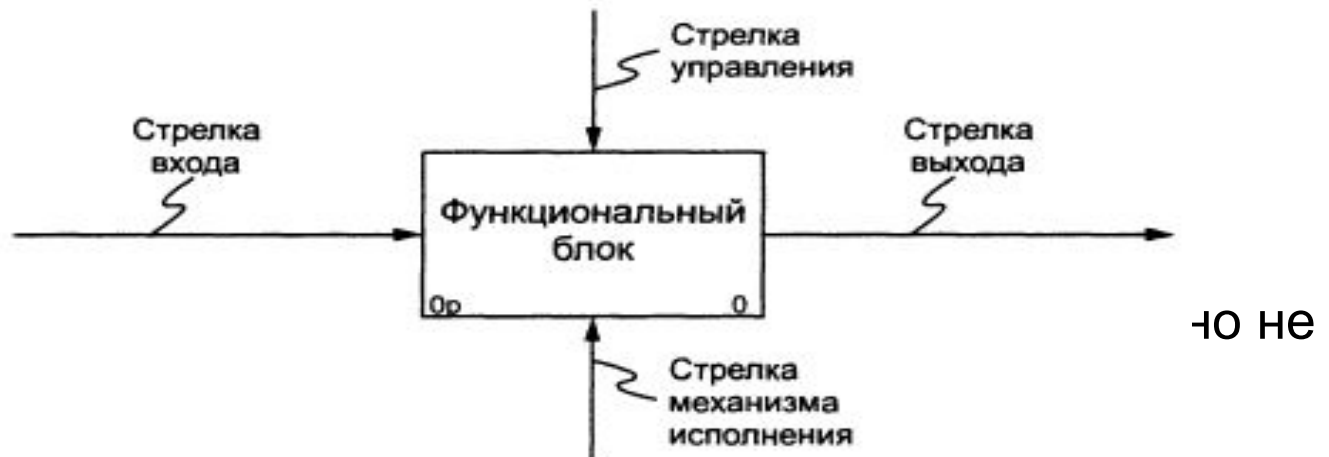 Стрелка
управления
Стрелка
входа
Стрелка
выхода
Функциональный
блок
0р 0
но не
Стрелка
механизма
исполнения